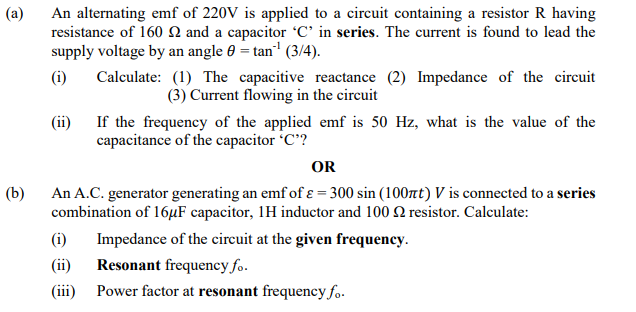 (a) An alternating emf of 220V is applied to a circuit containing a resistor R having
resistance of 160 Ω and a capacitor ‘C’ in series. The current is found to lead the
supply voltage by an angle θ = tan⁻¹ (3/4).
(i) Calculate: (1) The capacitive reactance (2) Impedance of the circuit
(3) Current flowing in the circuit
(ii) If the frequency of the applied emf is 50 Hz, what is the value of the
capacitance of the capacitor ‘C’?
OR
(b) An A.C. generator generating an emf of ε = 300 sin (100πt) V is connected to a series
combination of 16μF capacitor, 1H inductor and 100 Ω resistor. Calculate:
(i) Impedance of the circuit at the given frequency.
(ii) Resonant frequency fₒ.
(iii) Power factor at resonant frequency fₒ.